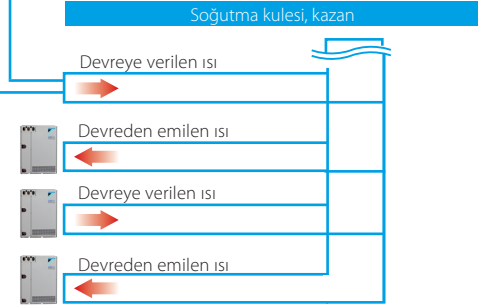 Soğutma kulesi, kazan
Devreye verilen ısı
Devreden emilen ısı
Devreye verilen ısı
Devreden emilen ısı